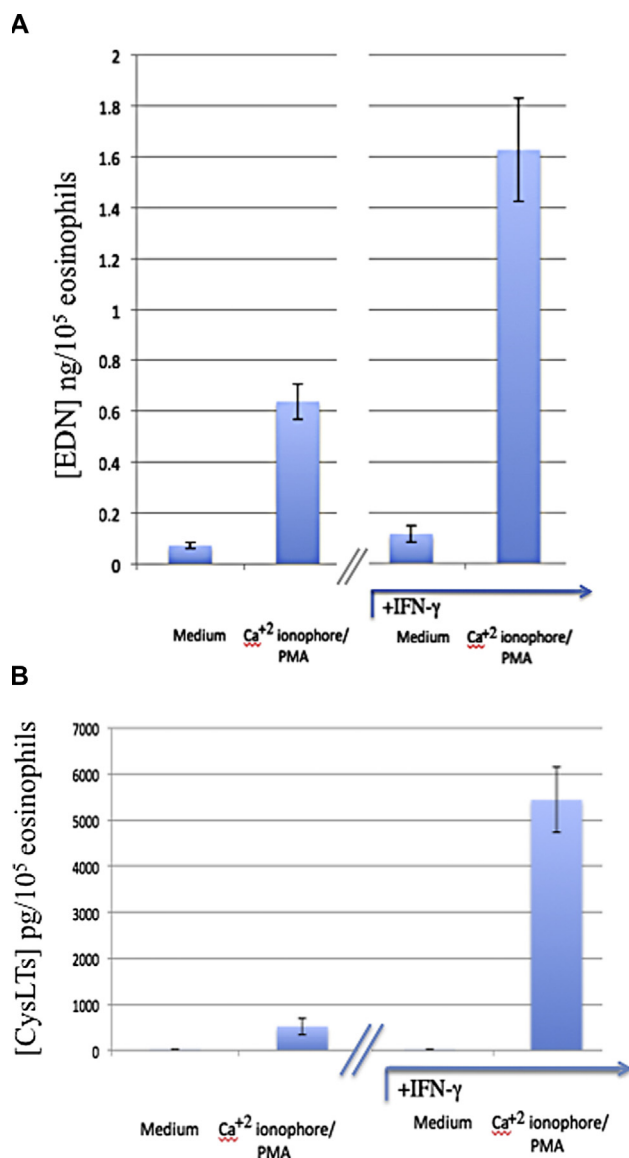 A
[EDN] ng/10⁵ eosinophils
2
1.8
1.6
1.4
1.2
1
0.8
0.6
0.4
0.2
0
+IFN-γ
Medium
Ca⁺² ionophore/
PMA
Medium
Ca⁺² ionophore/
PMA
B
[CysLTs] pg/10⁵ eosinophils
7000
6000
5000
4000
3000
2000
1000
0
+IFN-γ
Medium
Ca⁺² ionophore/
PMA
Medium
Ca⁺² ionophore/
PMA